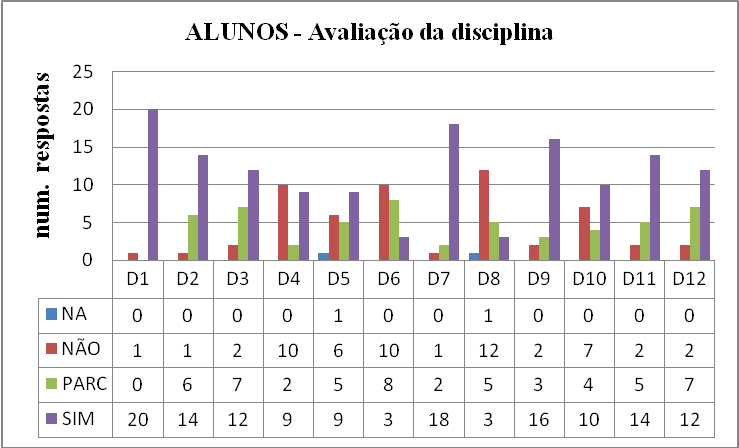 ALUNOS - Avaliação da disciplina
num. respostas
25
20
15
10
5
0
D1 D2 D3 D4 D5 D6 D7 D8 D9 D10 D11 D12
NA 0 0 0 0 1 0 0 1 0 0 0 0
NÃO 1 1 2 10 6 10 1 12 2 7 2 2
PARC 0 6 7 2 5 8 2 5 3 4 5 7
SIM 20 14 12 9 9 3 18 3 16 10 14 12